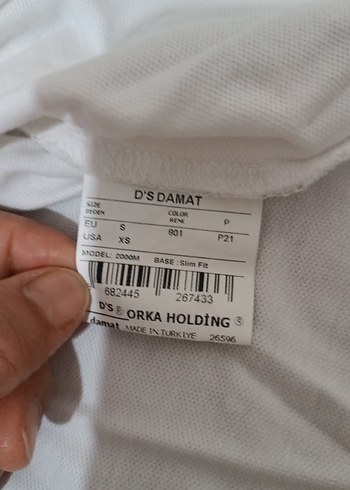 D'S DAMAT
SIZE COLOR P
BEDEN RENK
EU S 801 P21
USA XS
MODEL: 2000M BASE: Slim Fit
682445 267433
D'S ® ORKA HOLDİNG ®
damat MADE IN TURKIYE 26596